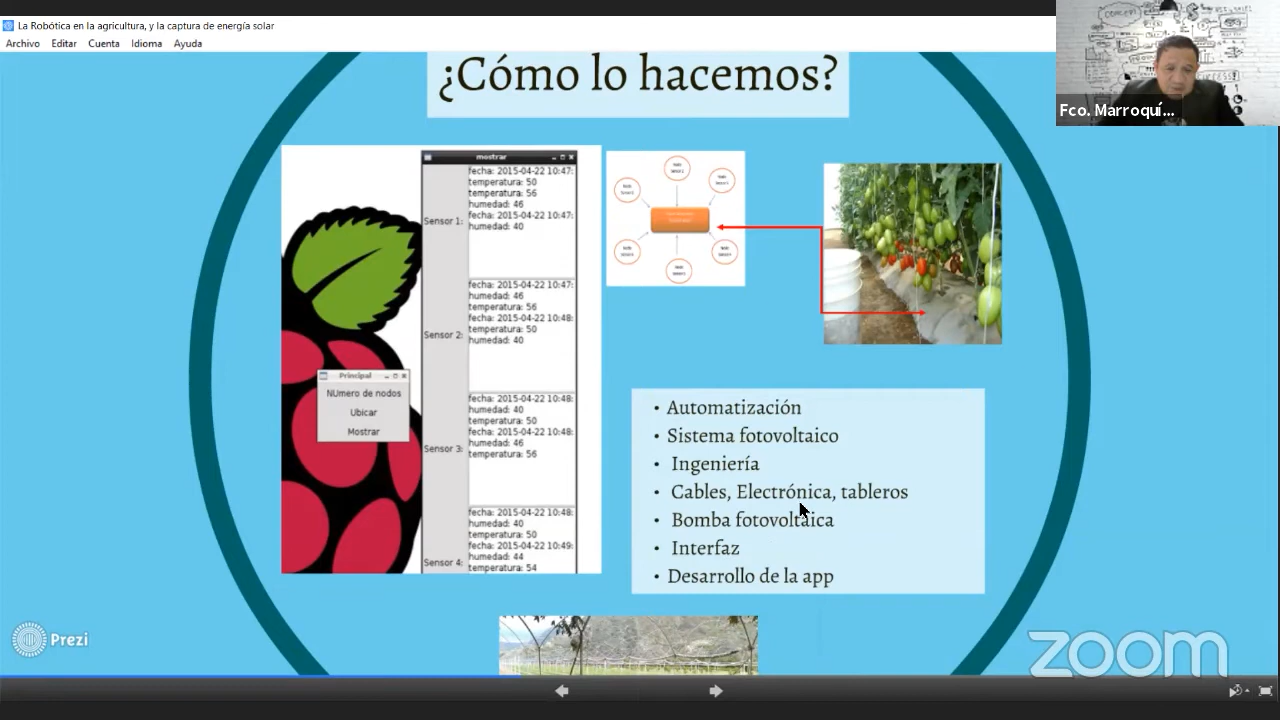 La Robótica en la agricultura, y la captura de energía solar
Archivo Editar Cuenta Idioma Ayuda
Fco. Marroquí...
¿Cómo lo hacemos?
mostrar
Sensor 1:
fecha: 2015-04-22 10:47:
temperatura: 50
temperatura: 56
humedad: 46
fecha: 2015-04-22 10:47:
humedad: 40
Sensor 2:
fecha: 2015-04-22 10:47:
humedad: 46
temperatura: 56
fecha: 2015-04-22 10:48:
temperatura: 50
humedad: 40
Sensor 3:
fecha: 2015-04-22 10:48:
humedad: 40
temperatura: 50
fecha: 2015-04-22 10:48:
humedad: 46
temperatura: 56
Sensor 4:
fecha: 2015-04-22 10:48:
humedad: 40
temperatura: 50
fecha: 2015-04-22 10:49:
humedad: 44
temperatura: 54
Principal
NUmero de nodos
Ubicar
Mostrar
• Automatización
• Sistema fotovoltaico
• Ingeniería
• Cables, Electrónica, tableros
• Bomba fotovoltaica
• Interfaz
• Desarrollo de la app
Prezi
zoom